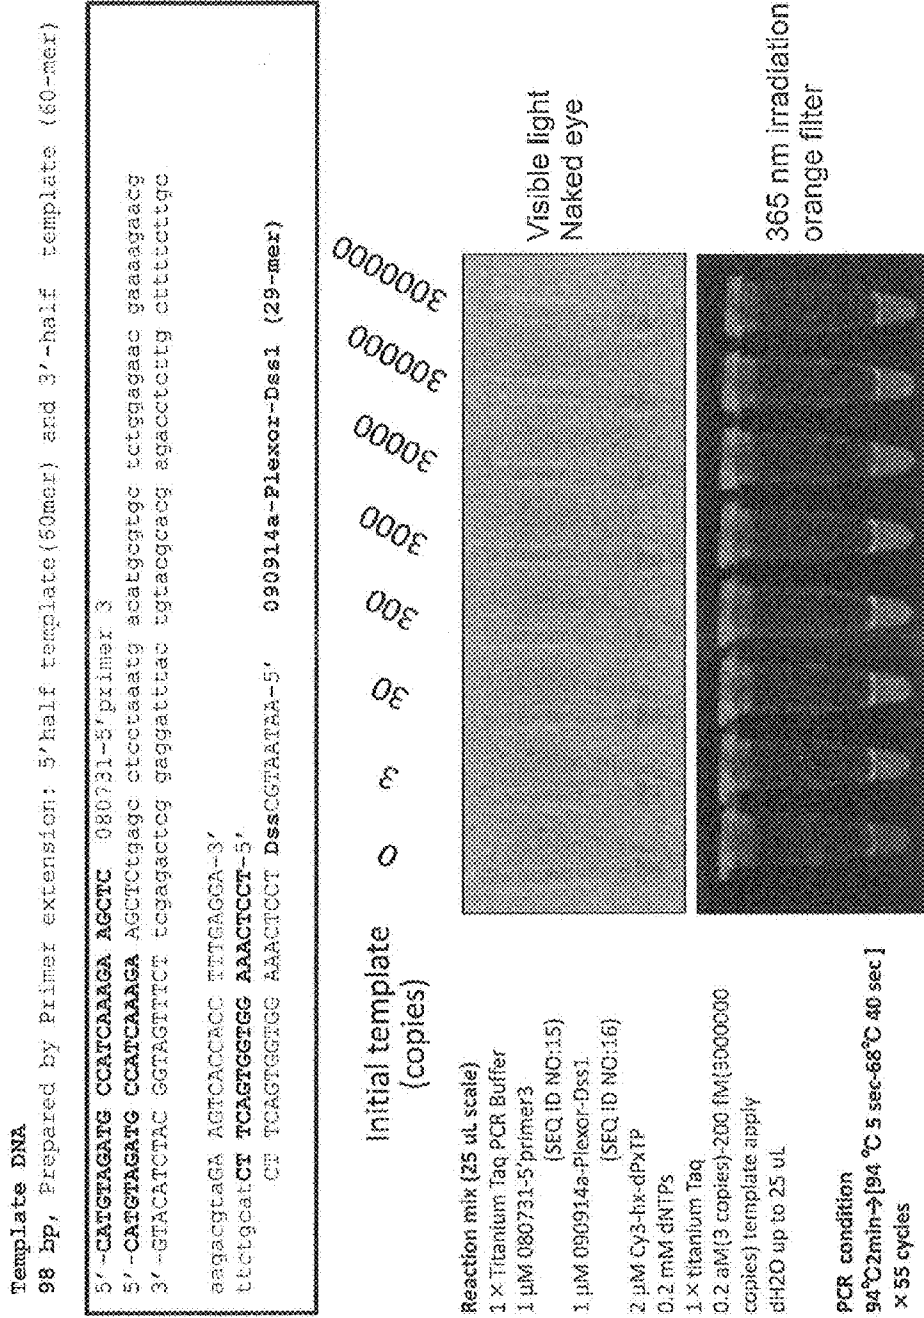 Template DNA
98 bp, Prepared by Primer extension: 5'half template(60mer) and 3'-half template (60-mer)
5'-CATGTAGATG CCATCAAAGA AGCTC 080731-5'primer 3
5'-CATGTAGATG CCATCAAAGA AGCTCtgagc ctcctaaatg acatgcgtgc tctggagaac gaaaagaacg
3'-GTACATCTAC GGTAGTTTCT tcgagactcg gaggatttac tgtacgcacg agacctcttg cttttcttgc
aagacgtaGA AGTCACCACC TTTGAGGA-3'
ttctgcatCT TCAGTGGTGG AAACTCCT-5'
CT TCAGTGGTGG AAACTCCT DssCGTAATAA-5' 090914a-Plexor-Dss1 (29-mer)
Initial template
(copies)
0 3 30 300 3000 30000 300000 3000000
Visible light
Naked eye
365 nm irradiation
orange filter
Reaction mix (25 uL scale)
1 x Titanium Taq PCR Buffer
1 µM 080731-5'primer3
(SEQ ID NO:15)
1 µM 090914a-Plexor-Dss1
(SEQ ID NO:16)
2 µM Cy3-hx-dPxTP
0.2 mM dNTPs
1 x titanium Taq
0.2 aM(3 copies)-200 fM(3000000
copies) template apply
dH2O up to 25 uL
PCR condition
94°C2min→[94 °C 5 sec-68°C 40 sec]
x 55 cycles